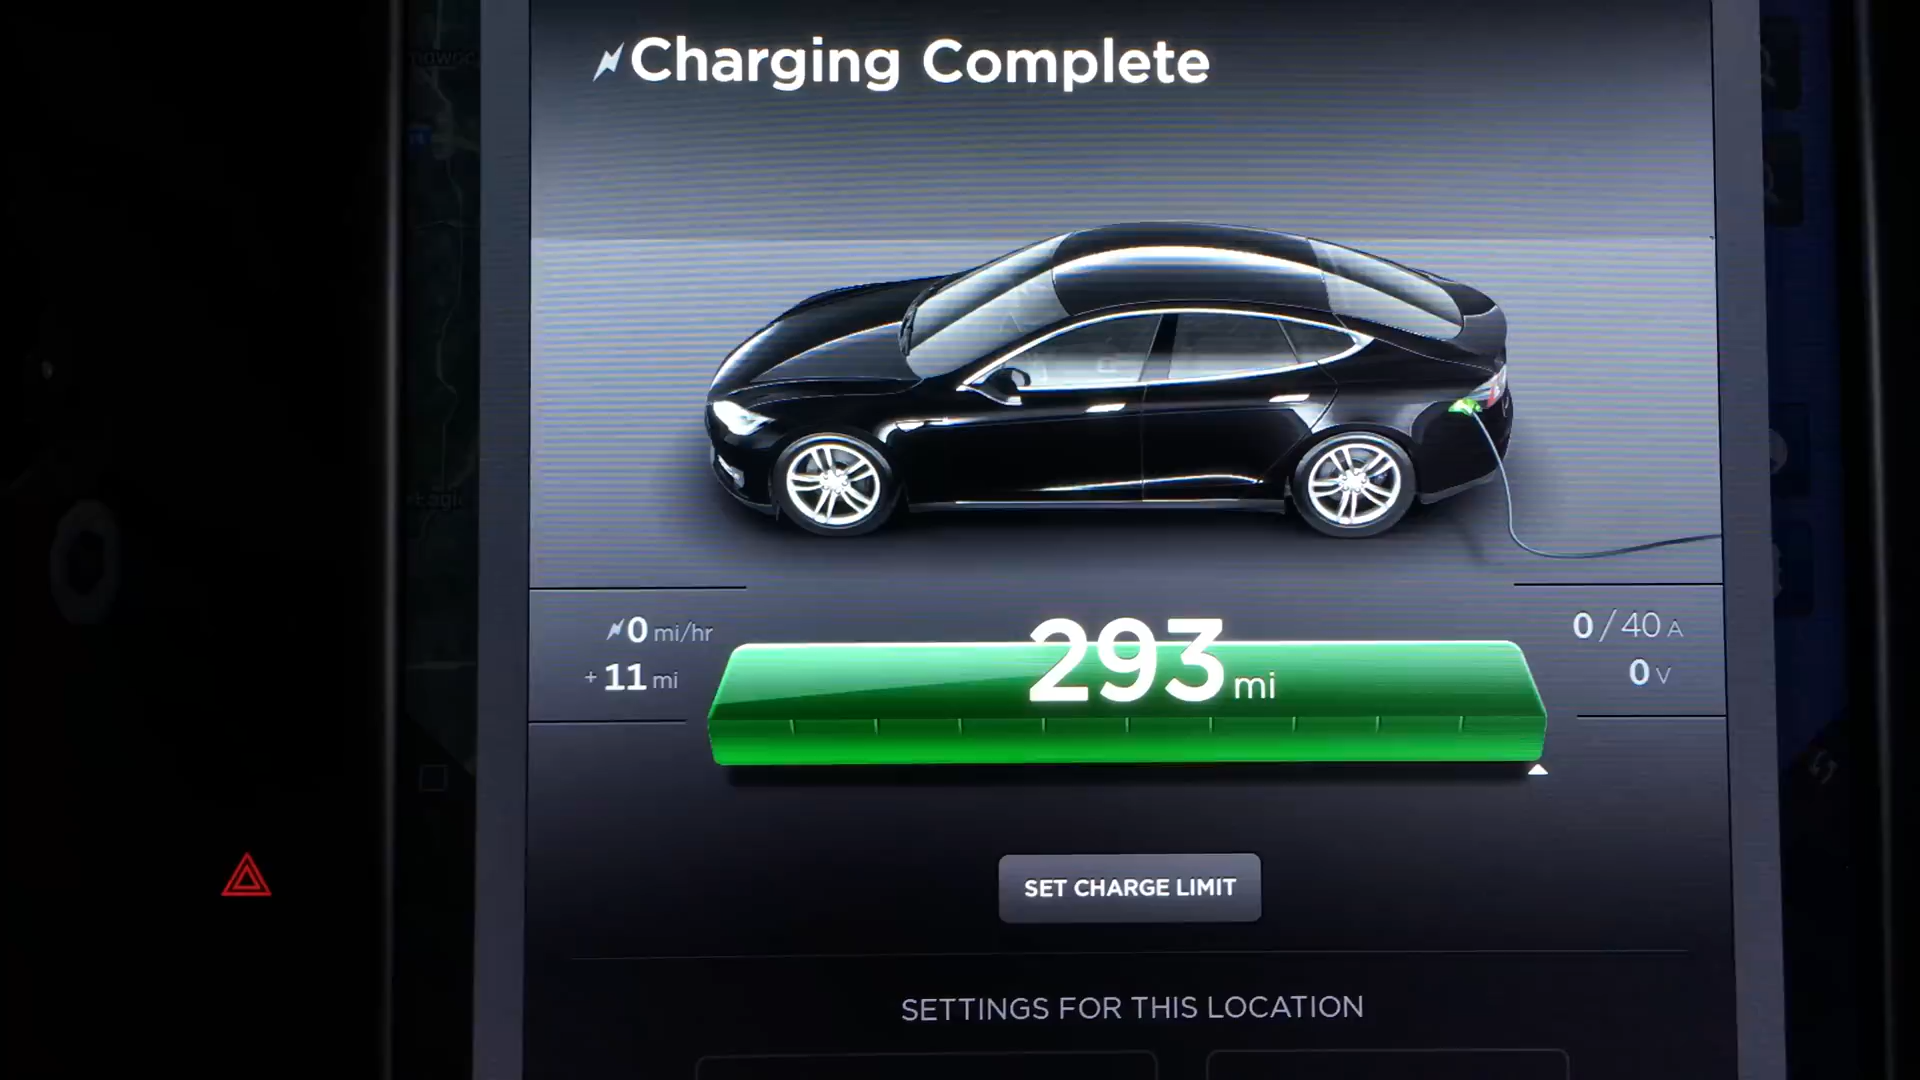 Charging Complete
0 mi/hr
+ 11 mi
293 mi
0 / 40 A
0 V
SET CHARGE LIMIT
SETTINGS FOR THIS LOCATION